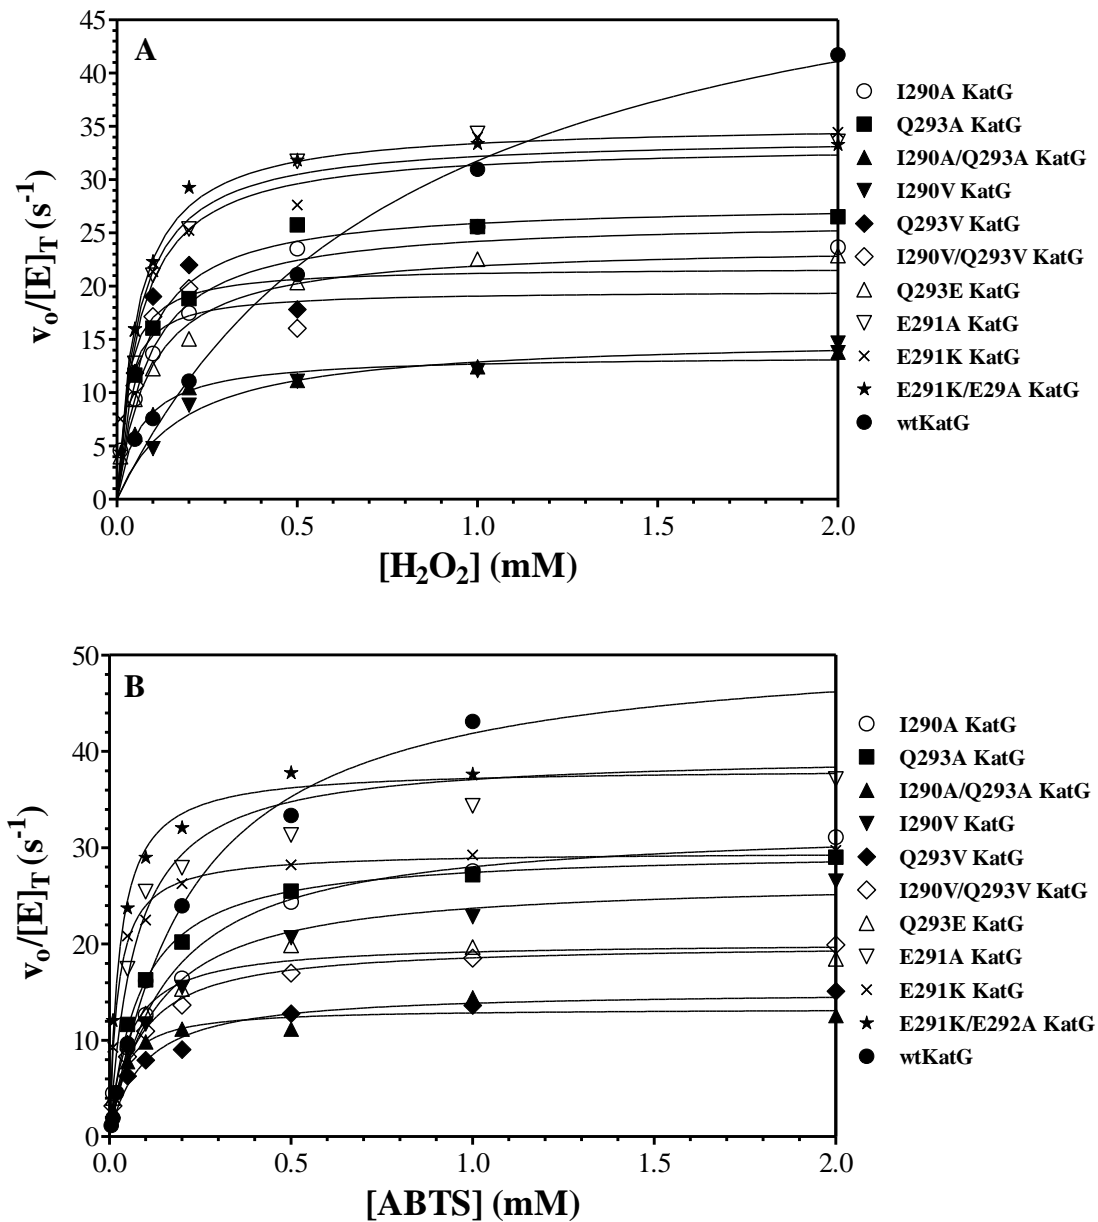 45
A
40
35
30
25
20
15
10
5
0
v₀/[E]T (s⁻¹)
0.0 0.5 1.0 1.5 2.0
[H₂O₂] (mM)
I290A KatG
Q293A KatG
I290A/Q293A KatG
I290V KatG
Q293V KatG
I290V/Q293V KatG
Q293E KatG
E291A KatG
E291K KatG
E291K/E29A KatG
wtKatG
50
B
40
30
20
10
0
v₀/[E]T (s⁻¹)
0.0 0.5 1.0 2.0
[ABTS] (mM)
I290A KatG
Q293A KatG
I290A/Q293A KatG
I290V KatG
Q293V KatG
I290V/Q293V KatG
Q293E KatG
E291A KatG
E291K KatG
E291K/E292A KatG
wtKatG